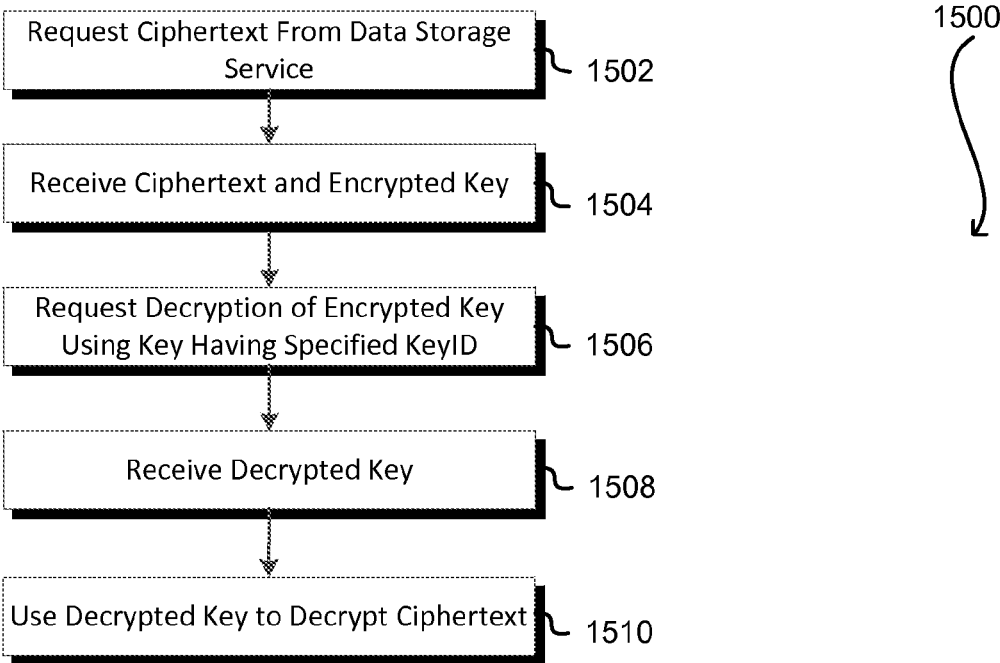 1500
Request Ciphertext From Data Storage
Service
1502
Receive Ciphertext and Encrypted Key
1504
Request Decryption of Encrypted Key
Using Key Having Specified KeyID
1506
Receive Decrypted Key
1508
Use Decrypted Key to Decrypt Ciphertext
1510